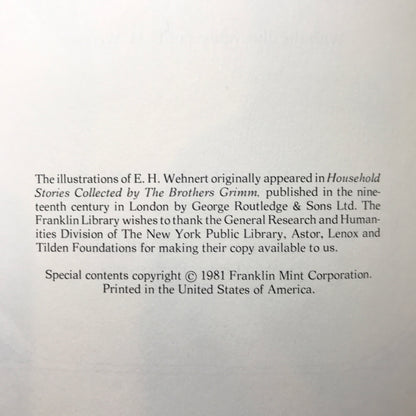 The illustrations of E. H. Wehnert originally appeared in Household
Stories Collected by The Brothers Grimm, published in the nine-
teenth century in London by George Routledge & Sons Ltd. The
Franklin Library wishes to thank the General Research and Human-
ities Division of The New York Public Library, Astor, Lenox and
Tilden Foundations for making their copy available to us.
Special contents copyright © 1981 Franklin Mint Corporation.
Printed in the United States of America.